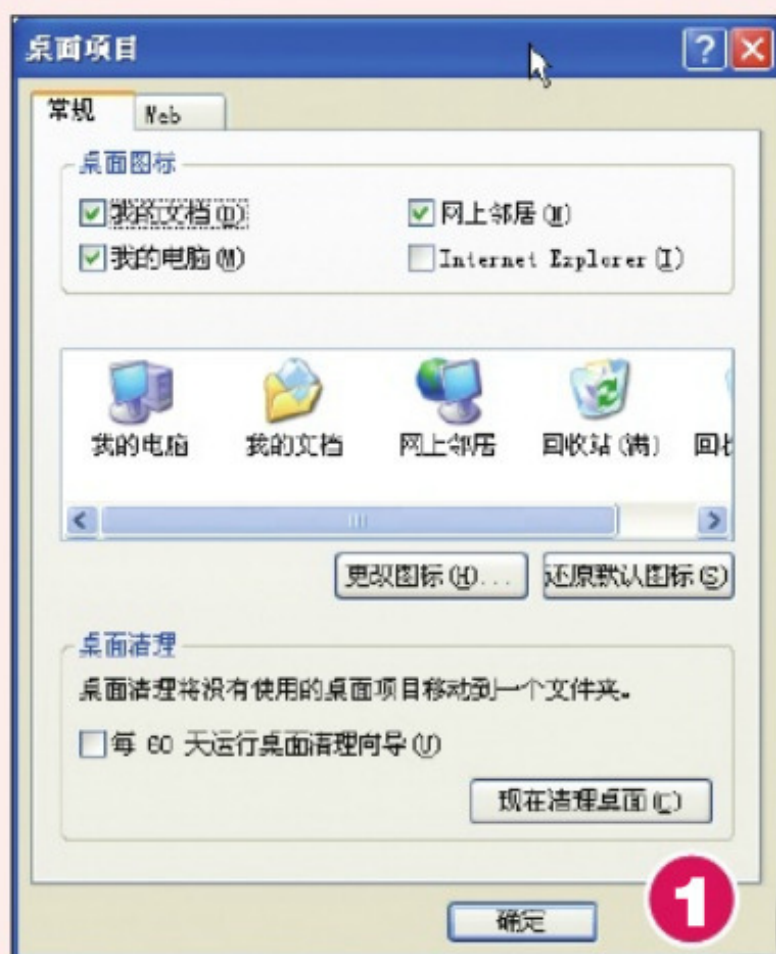 桌面项目
常规 Web
桌面图标
我的文档(D) 网上邻居(N)
我的电脑(M) Internet Explorer(I)
我的电脑 我的文档 网上邻居 回收站(满) 回
更改图标(H)... 还原默认图标(S)
桌面清理
桌面清理将没有使用的桌面项目移动到一个文件夹。
每 60 天运行桌面清理向导(U)
现在清理桌面(C)
确定
1